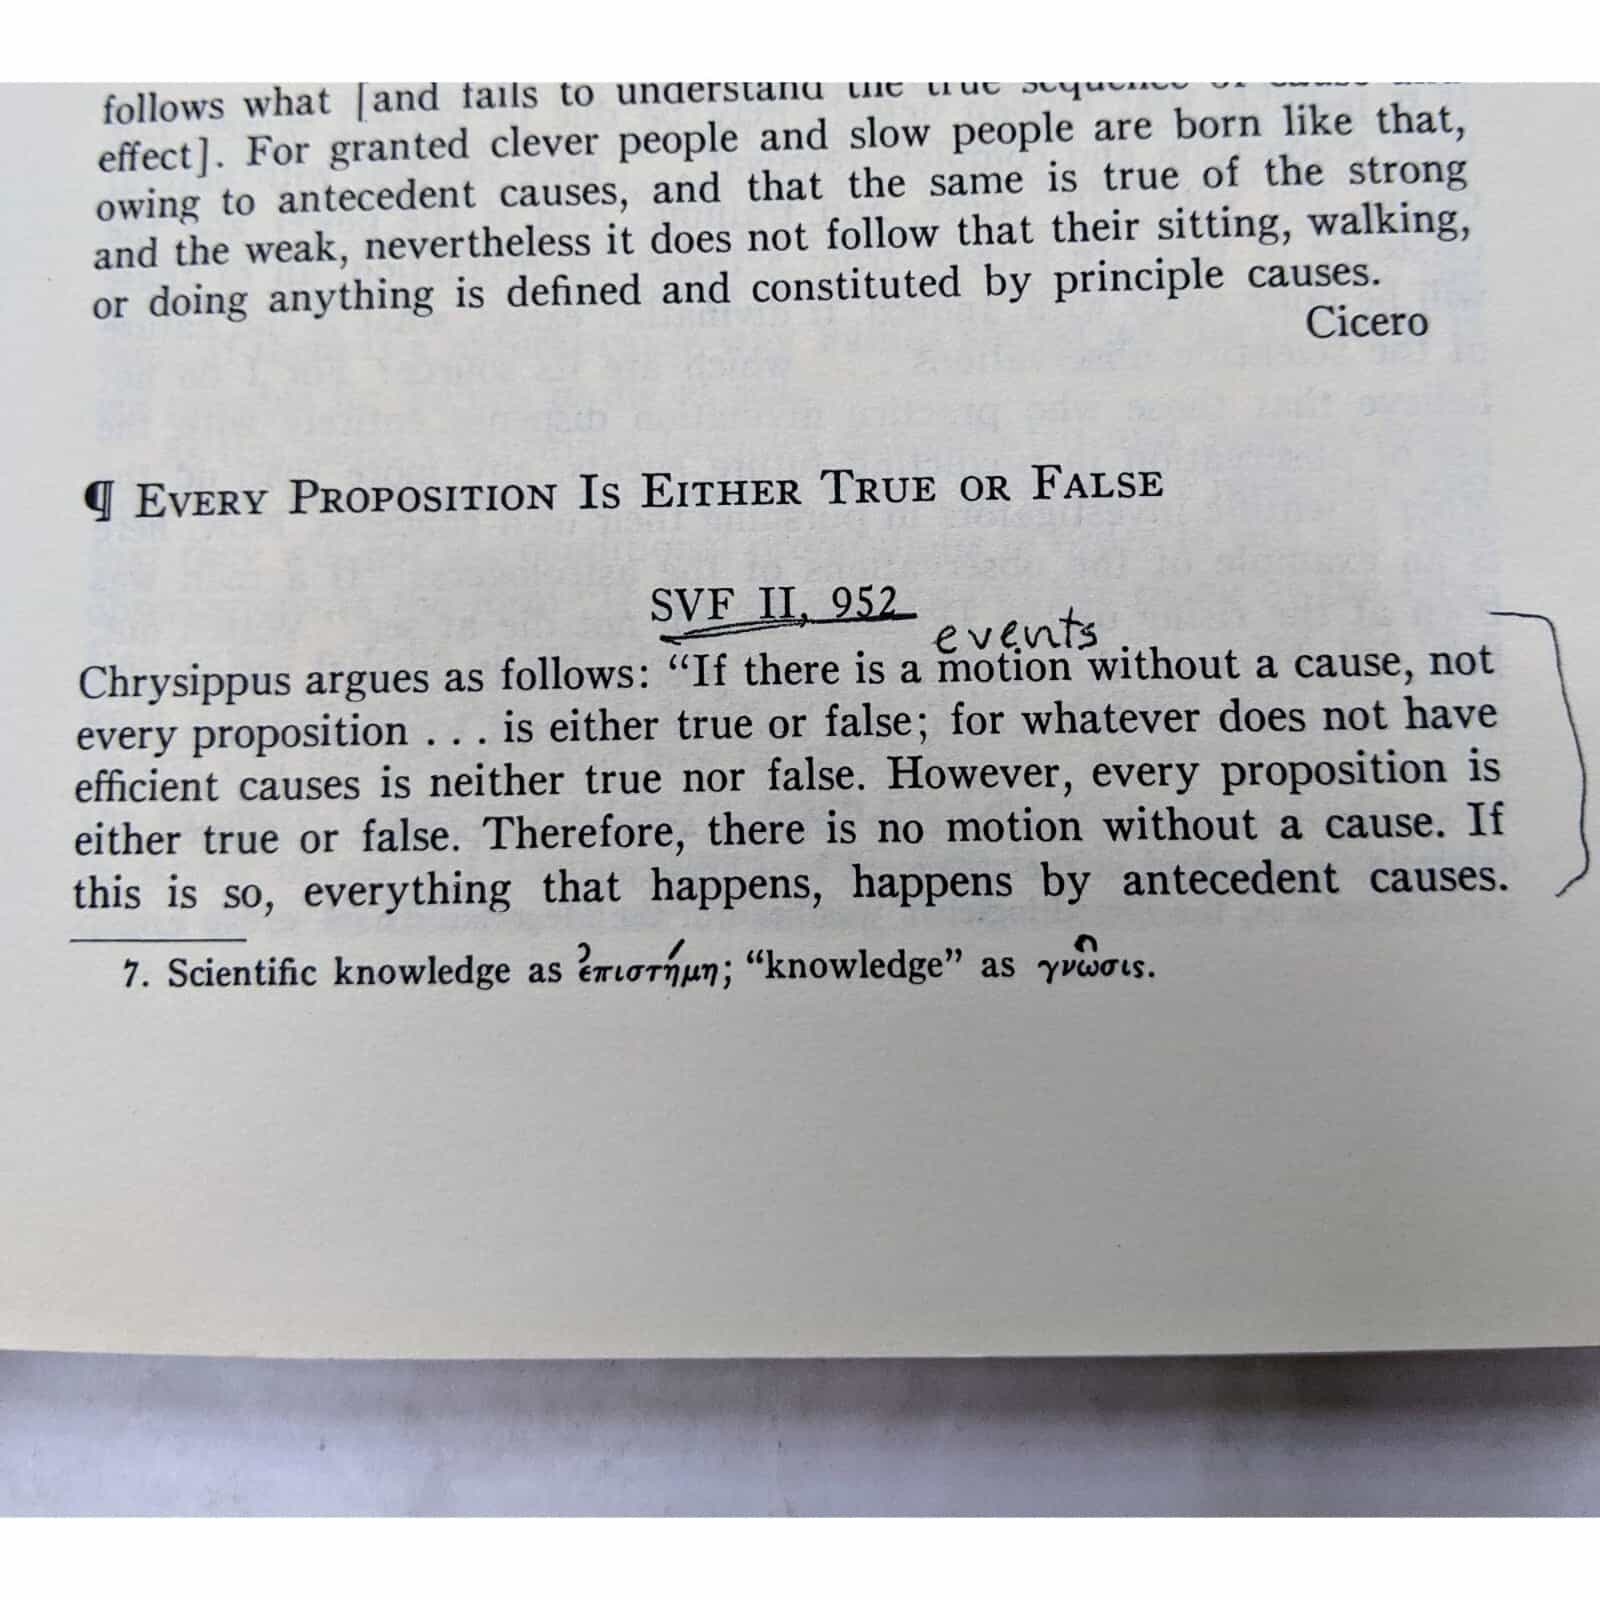 follows what [and fails to understand the true sequence of cause and
effect]. For granted clever people and slow people are born like that,
owing to antecedent causes, and that the same is true of the strong
and the weak, nevertheless it does not follow that their sitting, walking,
or doing anything is defined and constituted by principle causes.
Cicero
¶ EVERY PROPOSITION IS EITHER TRUE OR FALSE
SVF II, 952
events
Chrysippus argues as follows: “If there is a motion without a cause, not
every proposition . . . is either true or false; for whatever does not have
efficient causes is neither true nor false. However, every proposition is
either true or false. Therefore, there is no motion without a cause. If
this is so, everything that happens, happens by antecedent causes.
7. Scientific knowledge as ἐπιστήμη; “knowledge” as γνῶσις.